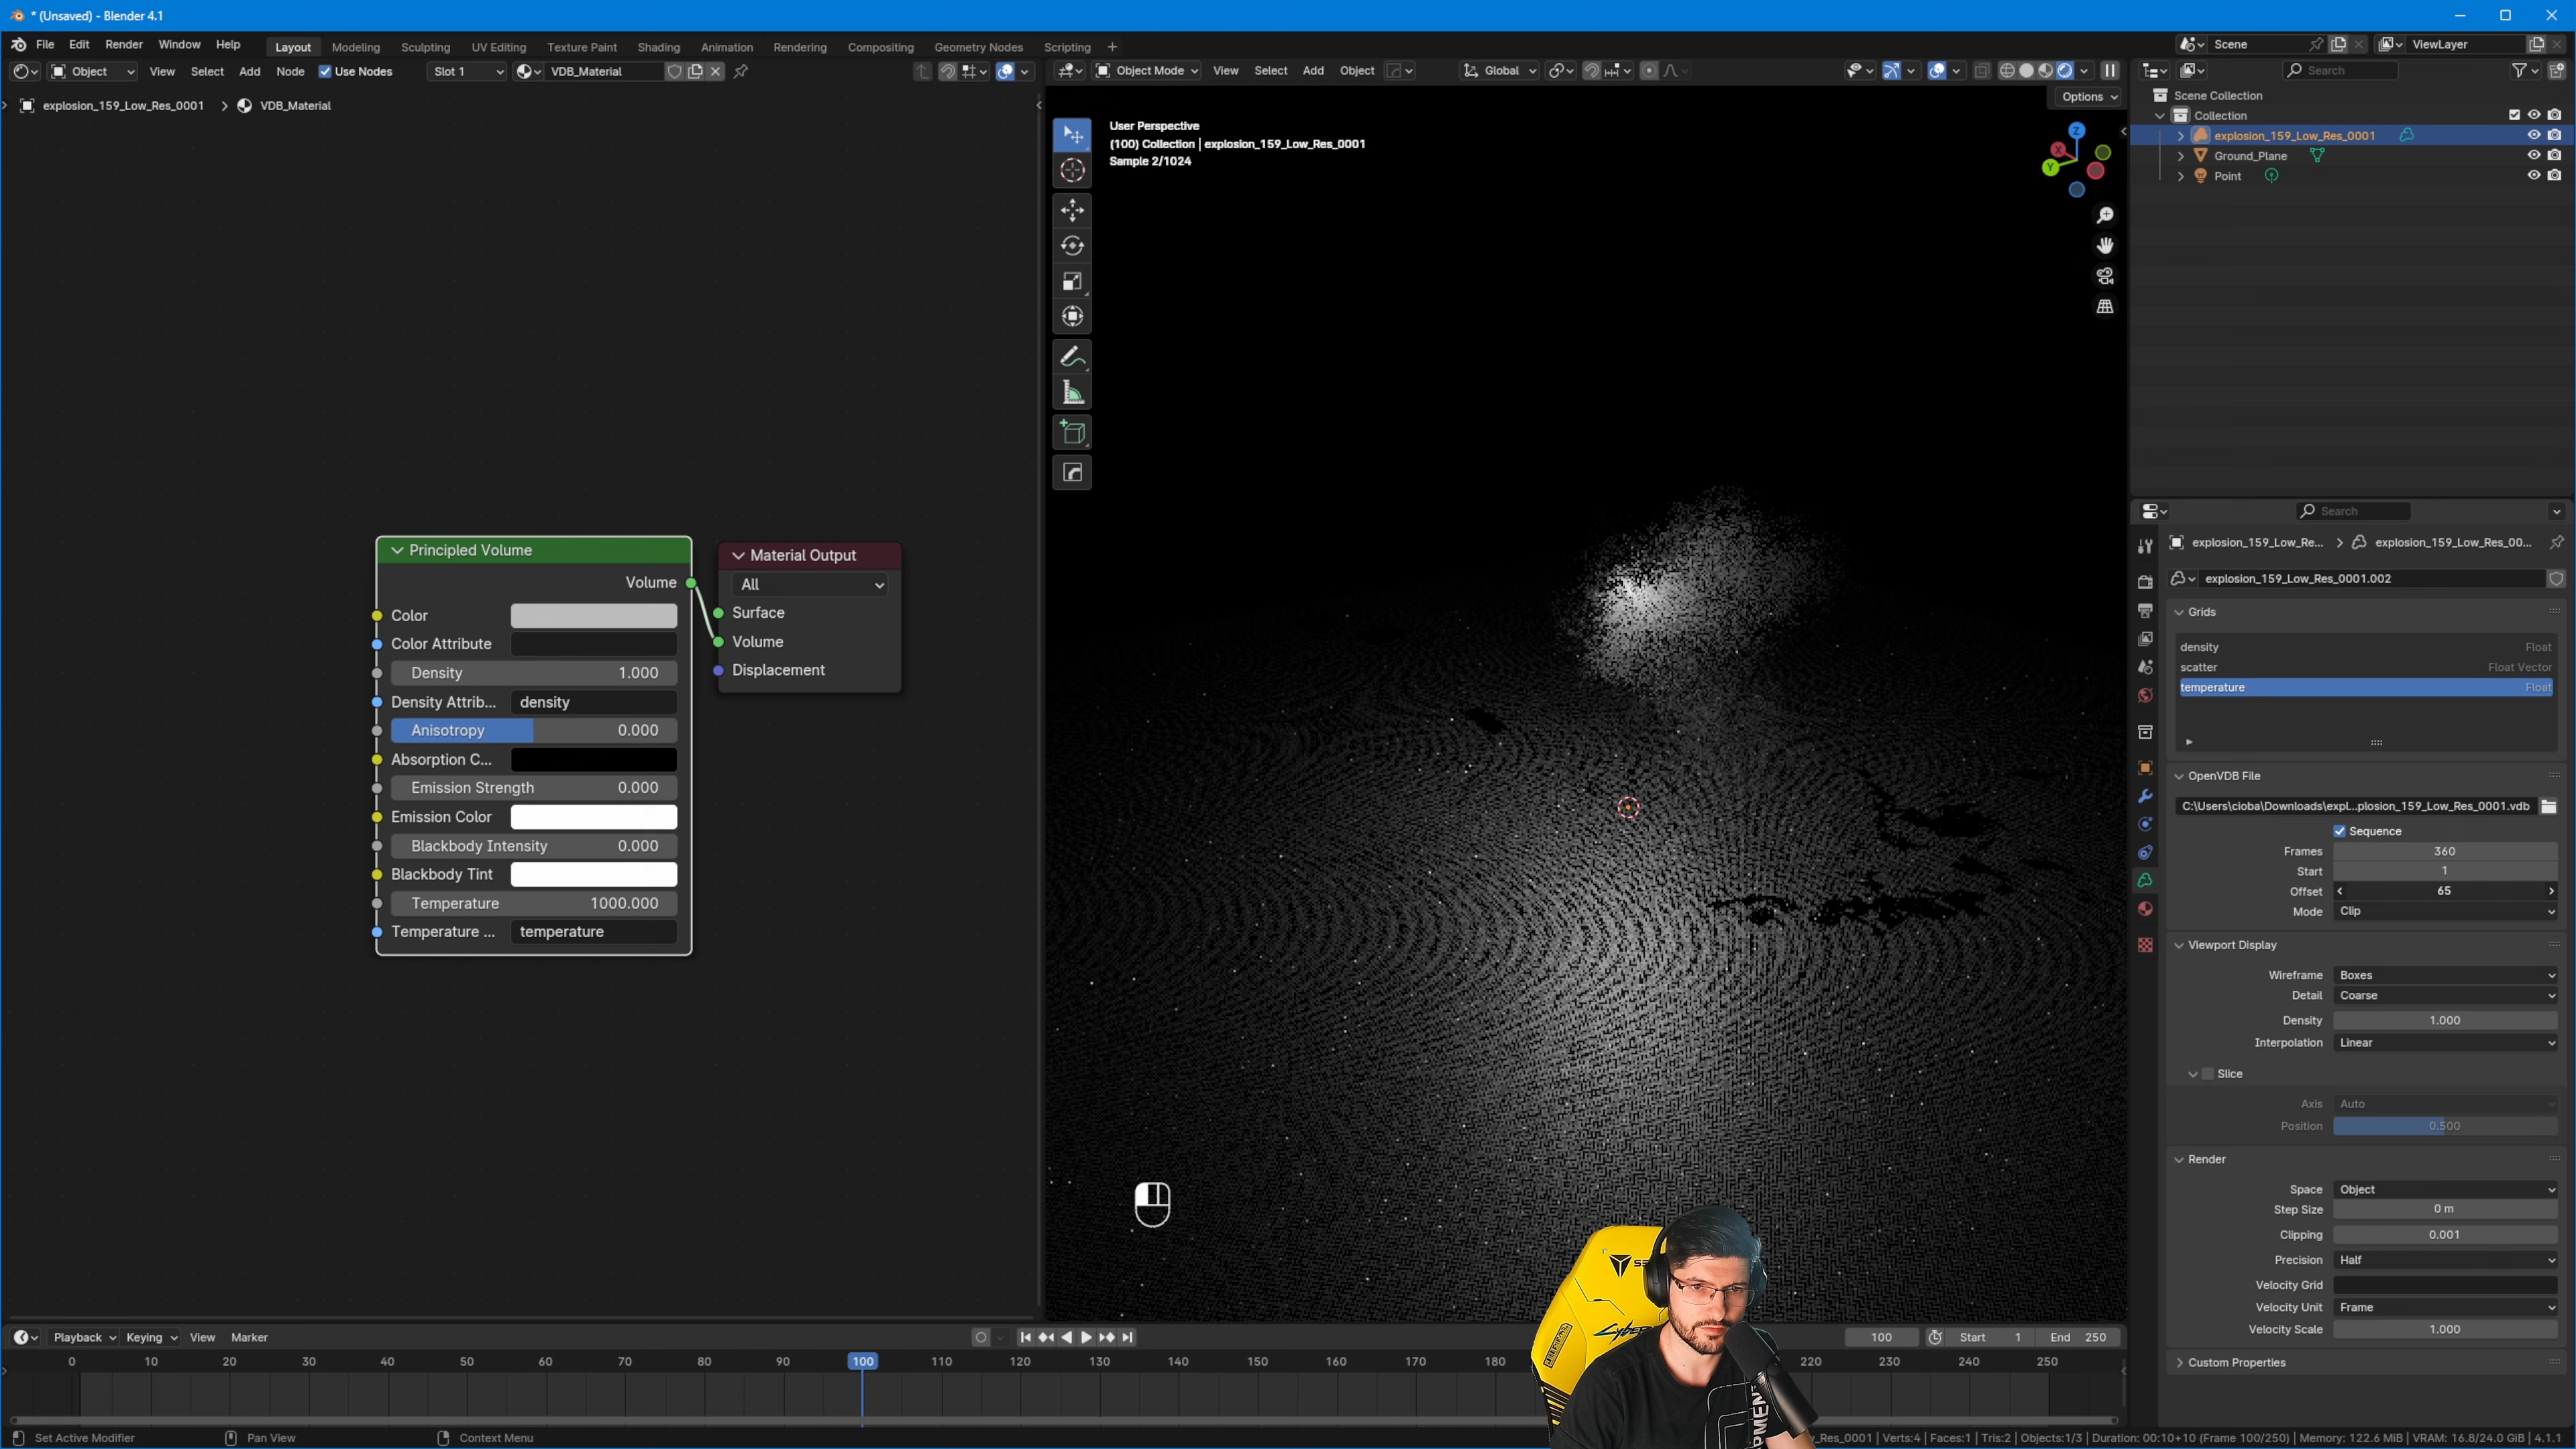 * (Unsaved) - Blender 4.1
File Edit Render Window Help
Layout Modeling Sculpting UV Editing Texture Paint Shading Animation Rendering Compositing Geometry Nodes Scripting
Scene
ViewLayer
Object View Select Add Node Use Nodes Slot 1 VDB_Material
Object Mode View Select Add Object Global
Search
explosion_159_Low_Res_0001 > VDB_Material
Options
User Perspective
(100) Collection | explosion_159_Low_Res_0001
Sample 2/1024
Z
X
Y
Scene Collection
Collection
explosion_159_Low_Res_0001
Ground_Plane
Point
Principled Volume
Volume
Color
Color Attribute
Density 1.000
Density Attrib... density
Anisotropy 0.000
Absorption C...
Emission Strength 0.000
Emission Color
Blackbody Intensity 0.000
Blackbody Tint
Temperature 1000.000
Temperature ... temperature
Material Output
All
Surface
Volume
Displacement
Search
explosion_159_Low_Re... > explosion_159_Low_Res_00...
explosion_159_Low_Res_0001.002
Grids
density Float
scatter Float Vector
temperature Float
OpenVDB File
C:\Users\cioba\Downloads\expl...plosion_159_Low_Res_0001.vdb
Sequence
Frames 360
Start 1
Offset 65
Mode Clip
Viewport Display
Wireframe Boxes
Detail Coarse
Density 1.000
Interpolation Linear
Slice
Axis Auto
Position 0.500
Render
Space Object
Step Size 0 m
Clipping 0.001
Precision Half
Velocity Grid
Velocity Unit Frame
Velocity Scale 1.000
Custom Properties
Playback Keying View Marker
100 Start 1 End 250
0 10 20 30 40 50 60 70 80 90 100 110 120 130 140 150 160 170 180 220 230 240 250
Set Active Modifier Pan View Context Menu
_Res_0001 | Verts:4 | Faces:1 | Tris:2 | Objects:1/3 | Duration: 00:10+10 (Frame 100/250) | Memory: 122.6 MiB | VRAM: 16.8/24.0 GiB | 4.1.1